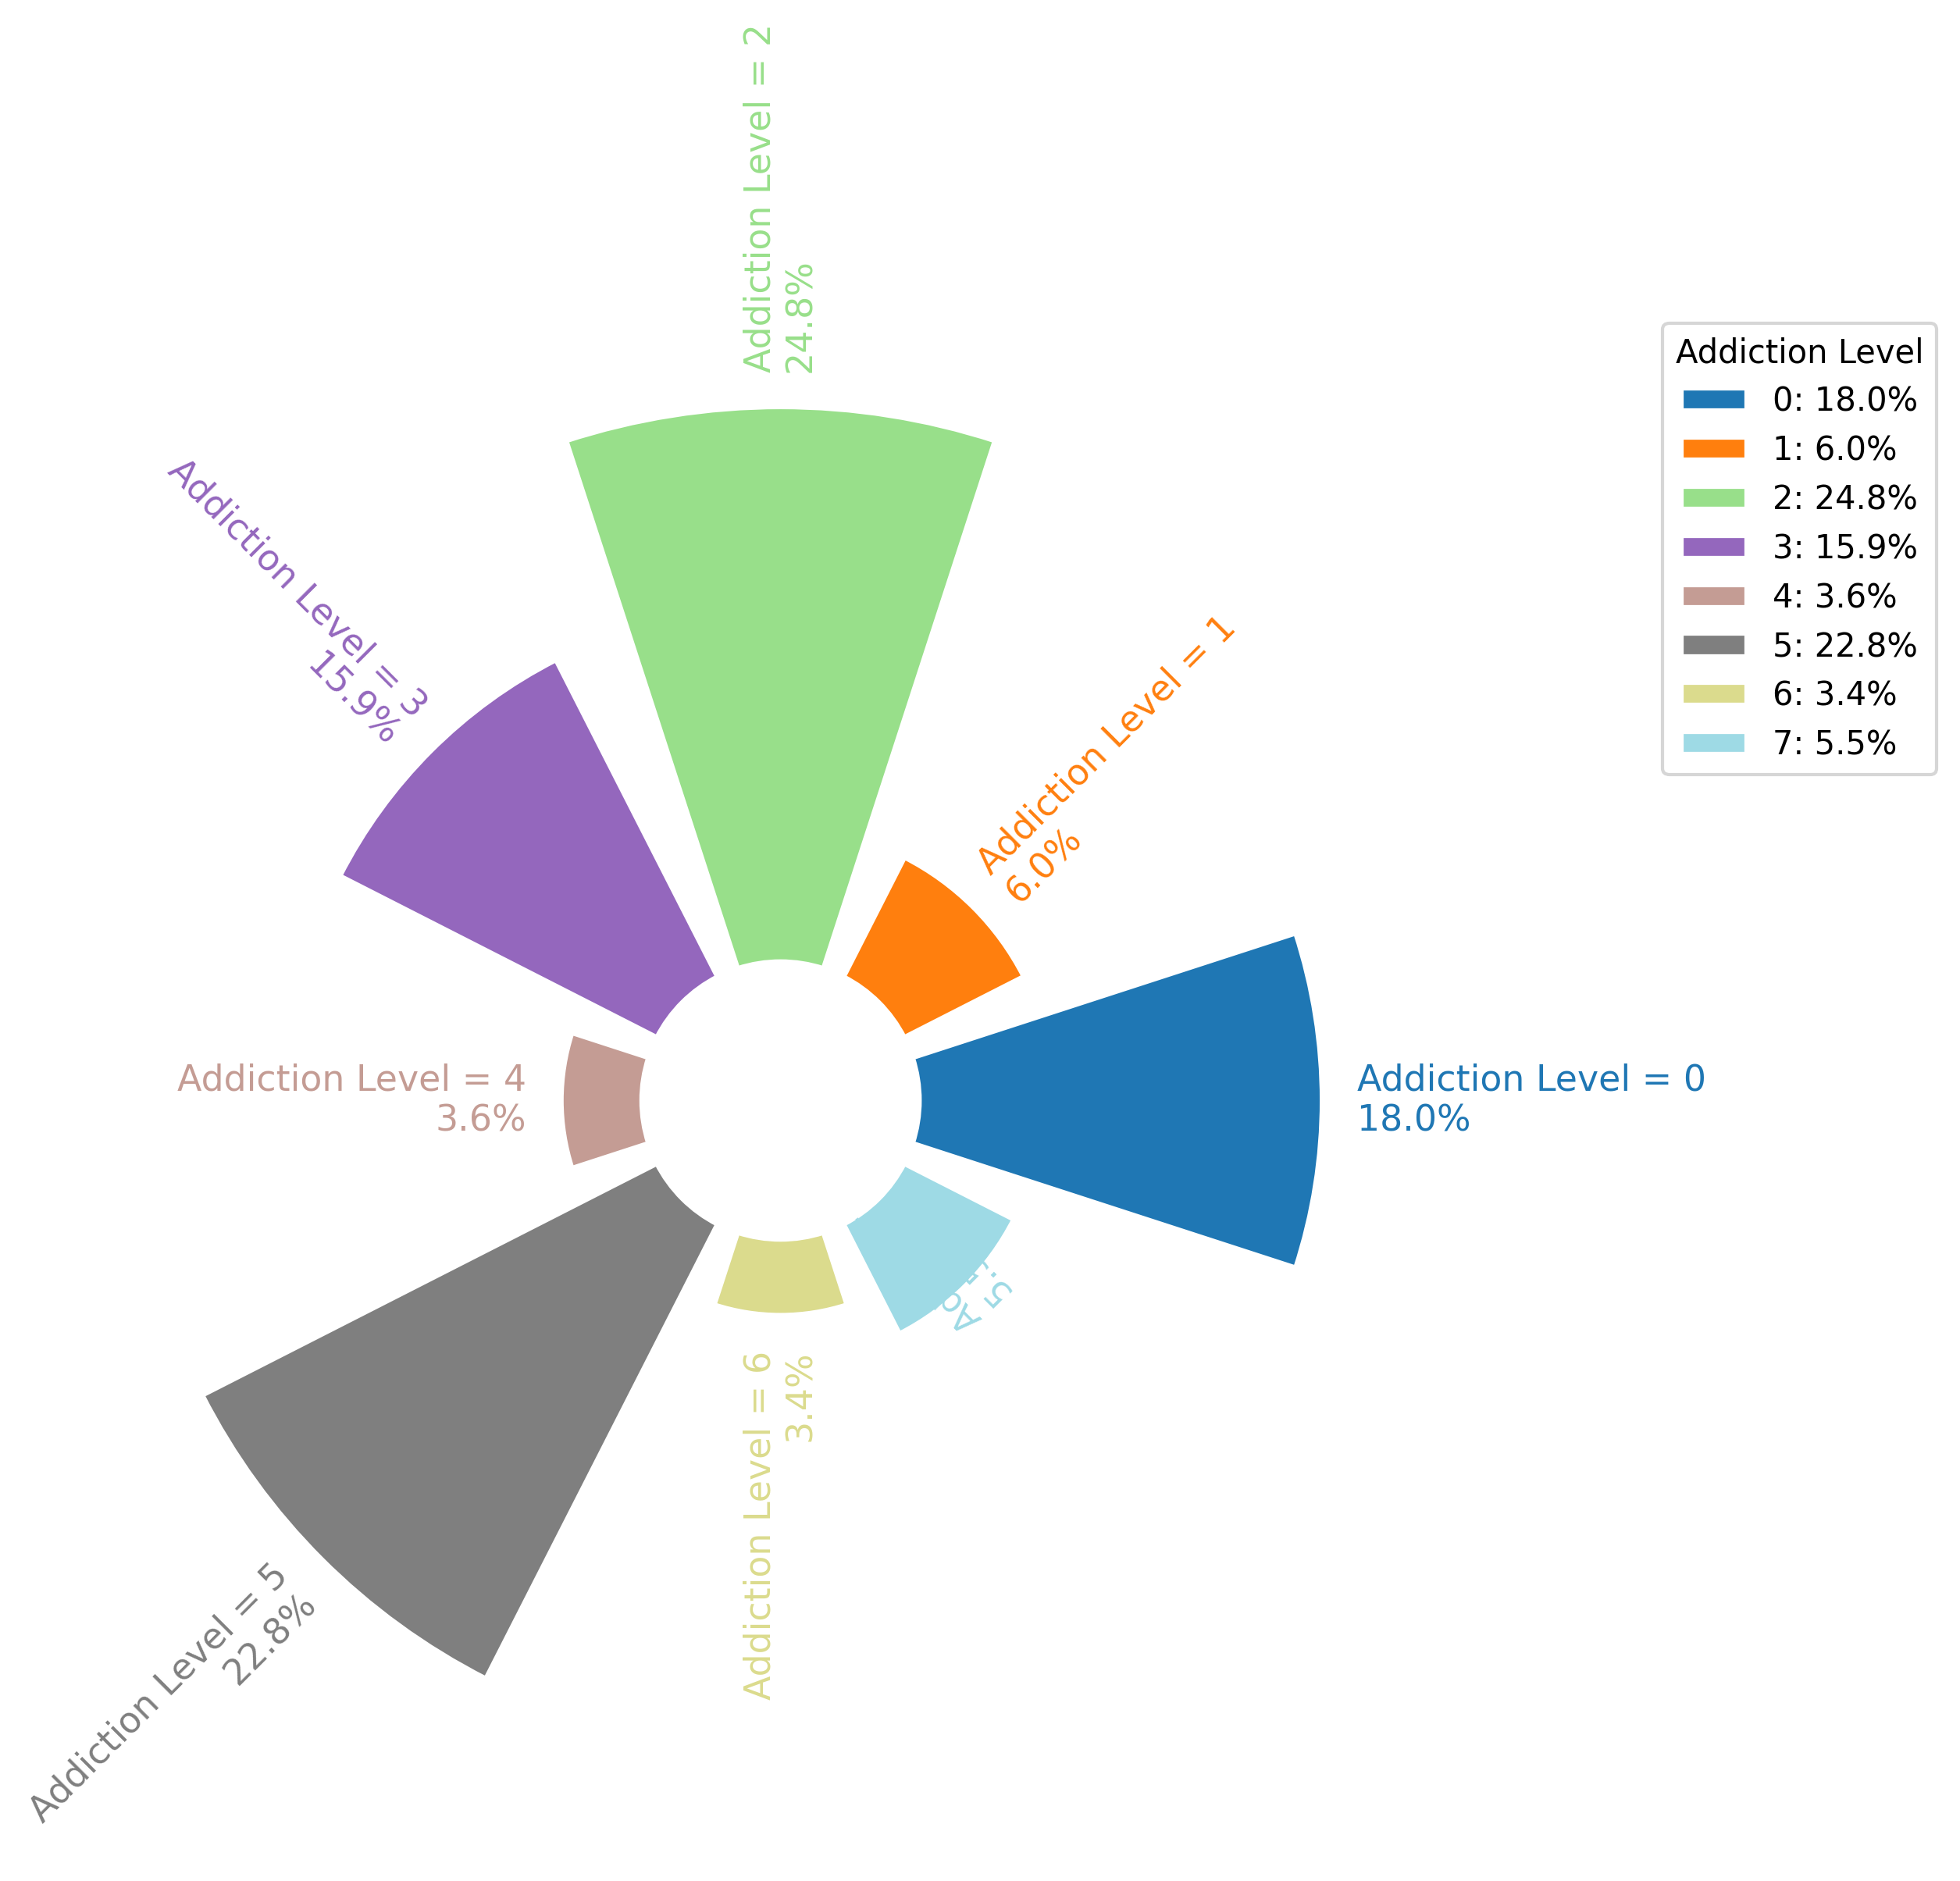 Addiction Level = 2
24.8%
Addiction Level = 3
15.9%
Addiction Level = 1
6.0%
Addiction Level = 4
3.6%
Addiction Level = 0
18.0%
Addiction Level = 5
22.8%
Addiction Level = 6
3.4%
Addiction Level
0: 18.0%
1: 6.0%
2: 24.8%
3: 15.9%
4: 3.6%
5: 22.8%
6: 3.4%
7: 5.5%